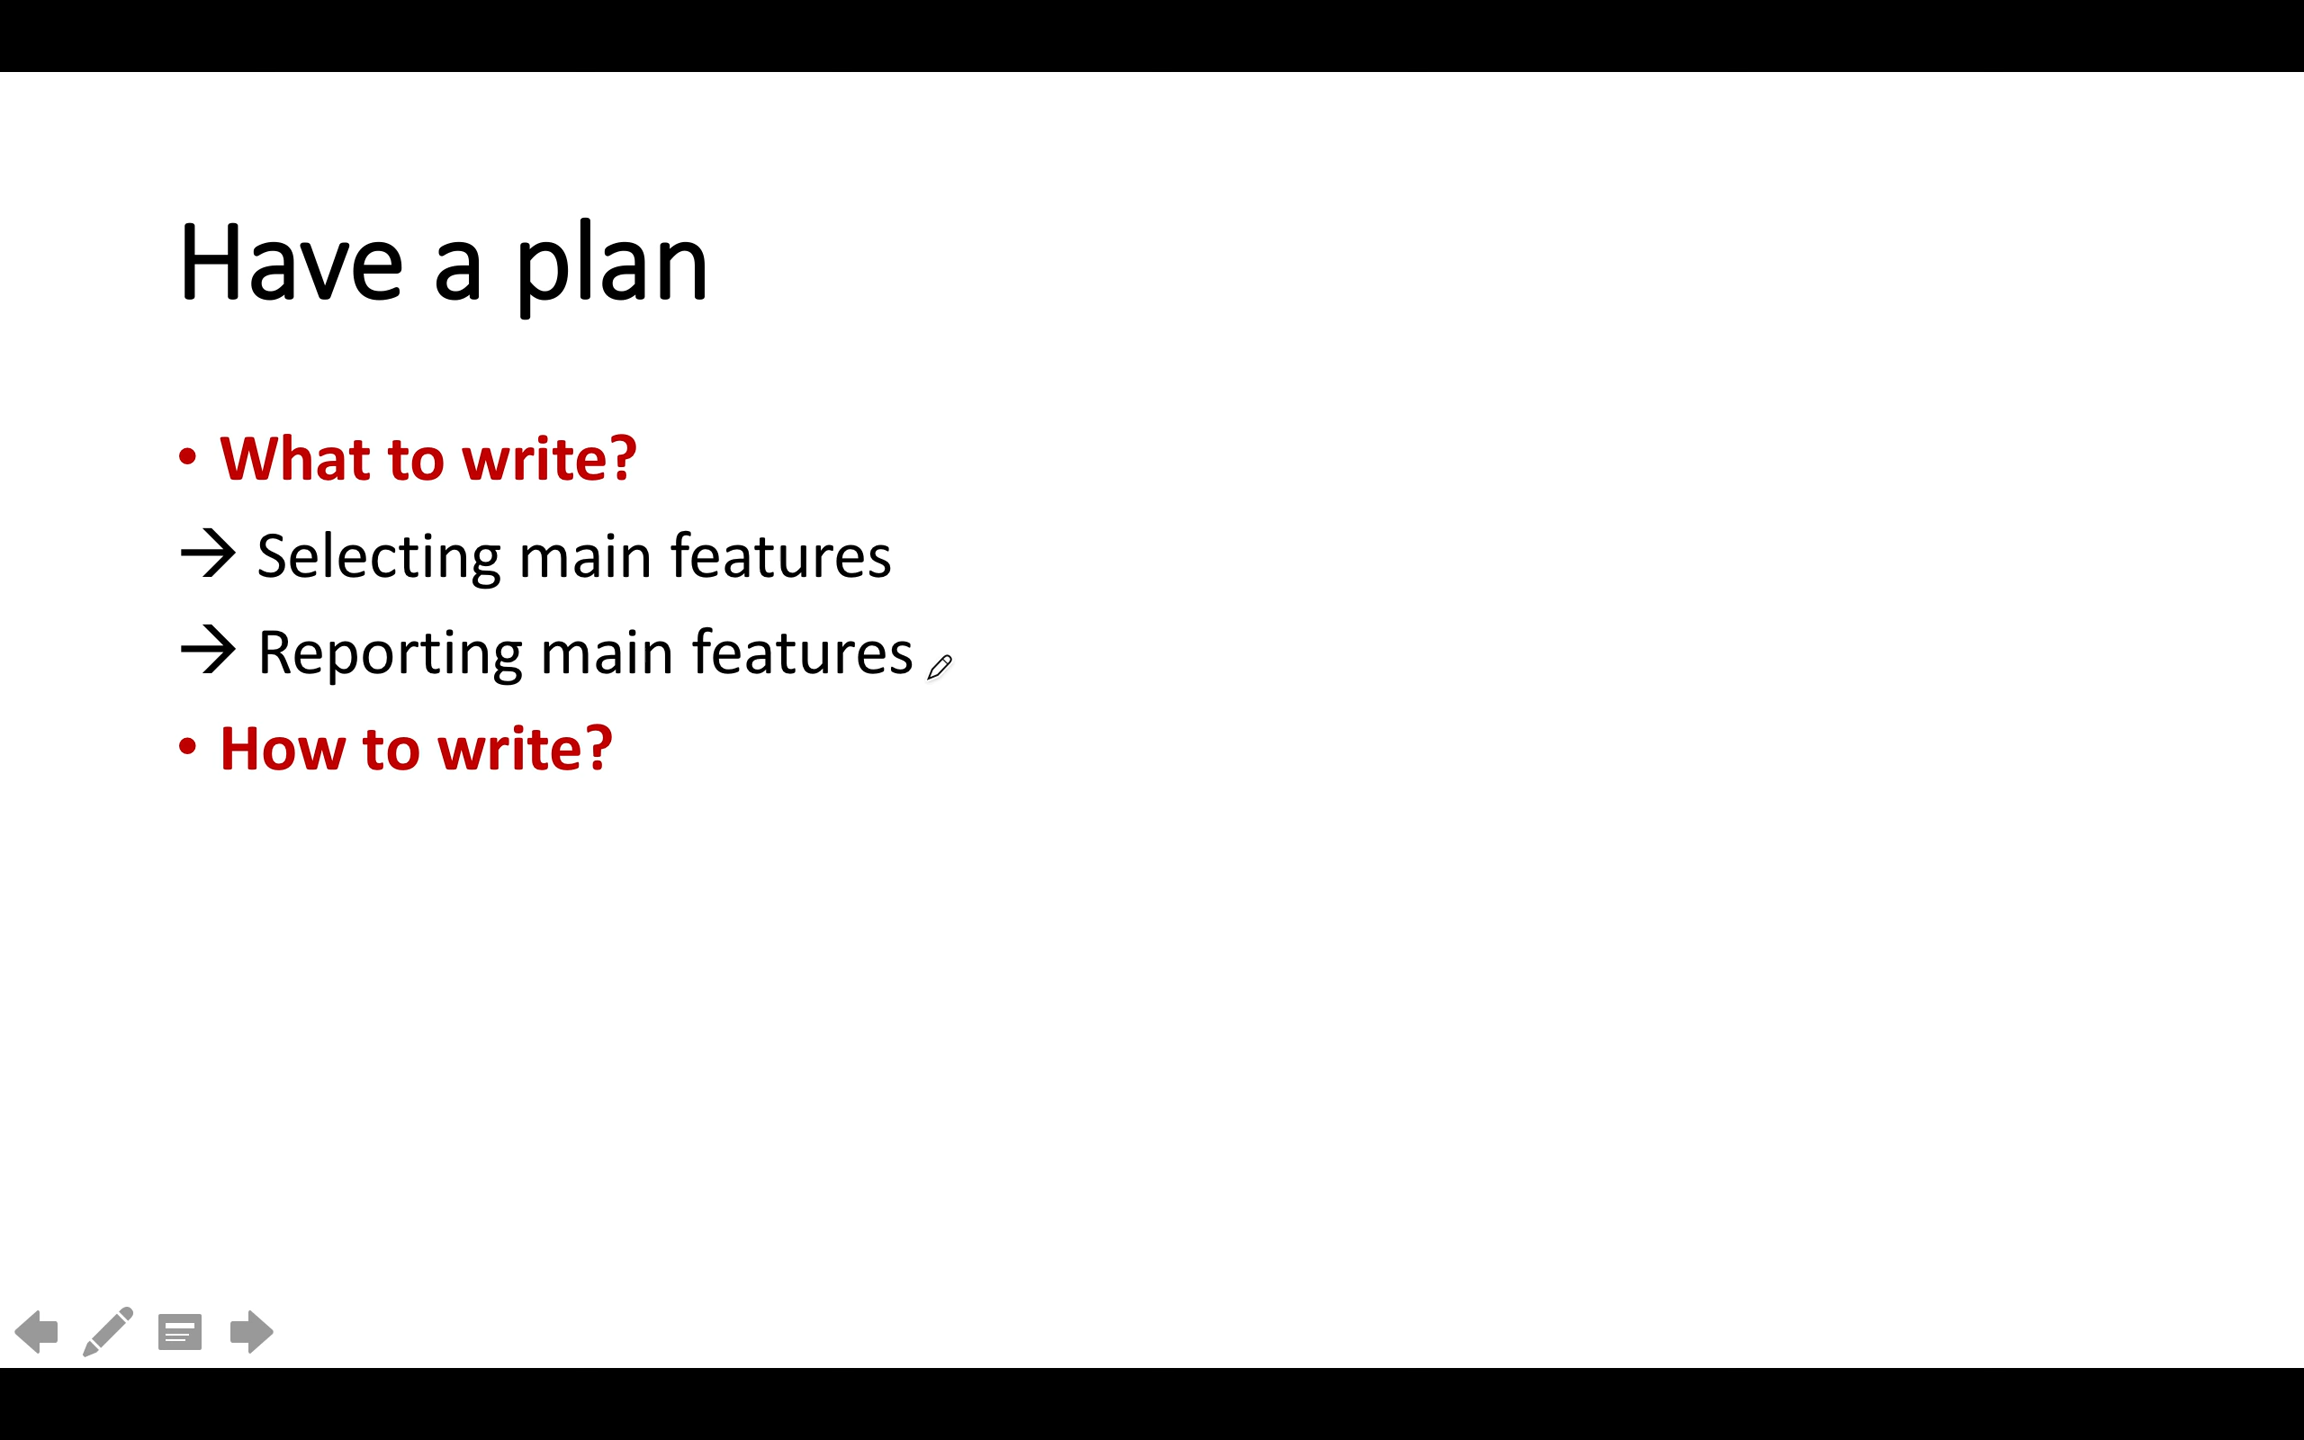 Have a plan
• What to write?
→ Selecting main features
→ Reporting main features
• How to write?